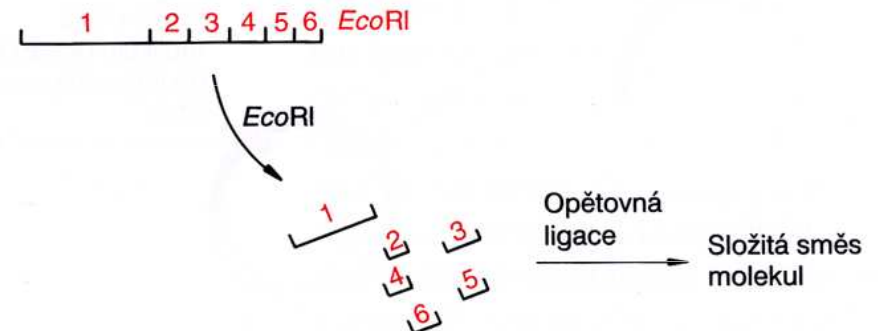 1 2 3 4 5 6 EcoRI
EcoRI
1
2 3
4 5
6
Opětovná
ligace
Složitá směs
molekul